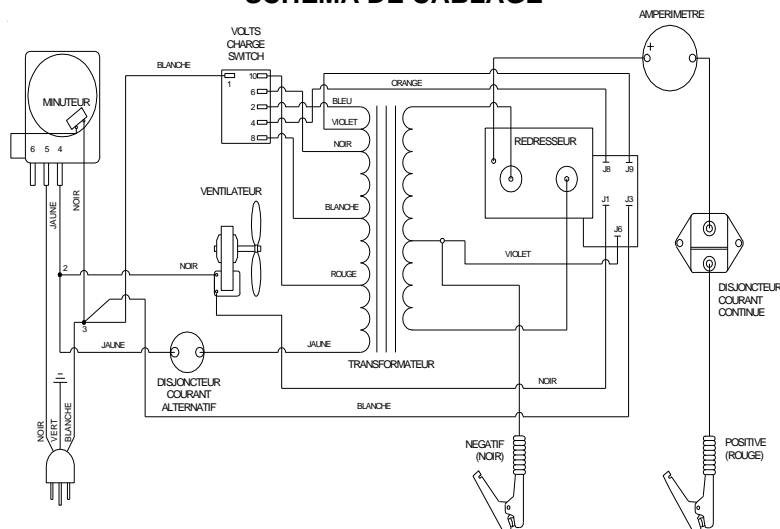 SCHÉMA DE CÂBLAGE
AMPERIMETRE
VOLTS
CHARGE
SWITCH
BLANCHE
1
10
6
2
4
8
ORANGE
BLEU
VIOLET
NOIR
+
MINUTEUR
6 5 4
REDRESSEUR
J8 J9
J1 J3
J6
JAUNE
NOIR
VENTILATEUR
BLANCHE
NOIR
2
ROUGE
VIOLET
DISJONCTEUR
COURANT
CONTINUE
3
JAUNE
JAUNE
TRANSFORMATEUR
DISJONCTEUR
COURANT
ALTERNATIF
NOIR
BLANCHE
NOIR
VERT
BLANCHE
NEGATIF
(NOIR)
POSITIVE
(ROUGE)